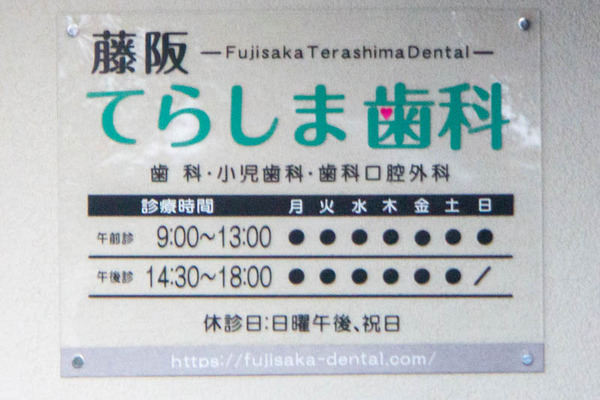 藤阪 —Fujisaka Terashima Dental—
てらしま歯科
歯 科・小児歯科・歯科口腔外科
診療時間 月 火 水 木 金 土 日
午前診 9:00〜13:00 ● ● ● ● ● ● ●
午後診 14:30〜18:00 ● ● ● ● ● ● /
休診日:日曜午後、祝日
https://fujisaka-dental.com/